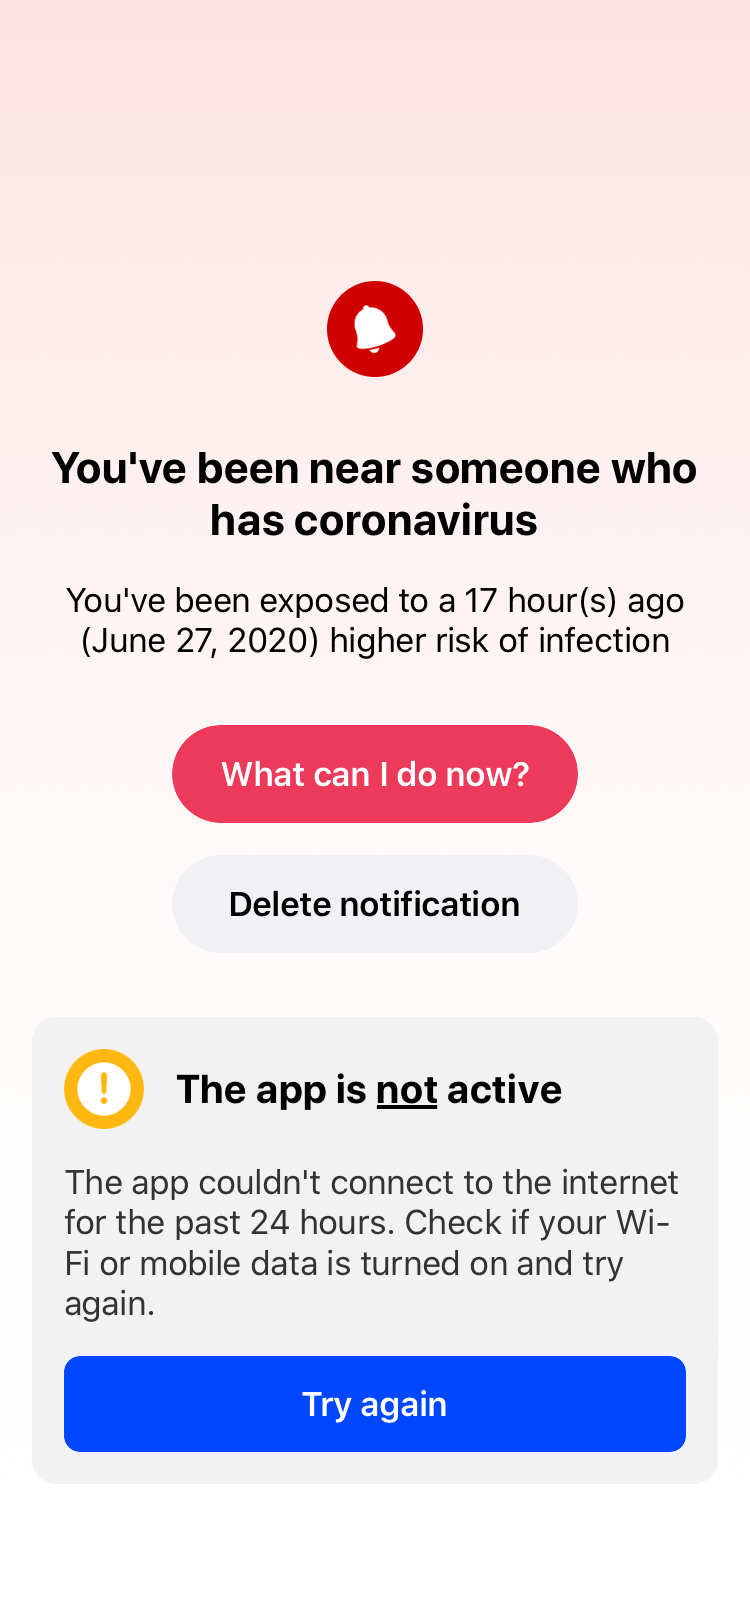 You've been near someone who
has coronavirus
You've been exposed to a 17 hour(s) ago
(June 27, 2020) higher risk of infection
What can I do now?
Delete notification
The app is not active
The app couldn't connect to the internet
for the past 24 hours. Check if your Wi-
Fi or mobile data is turned on and try
again.
Try again